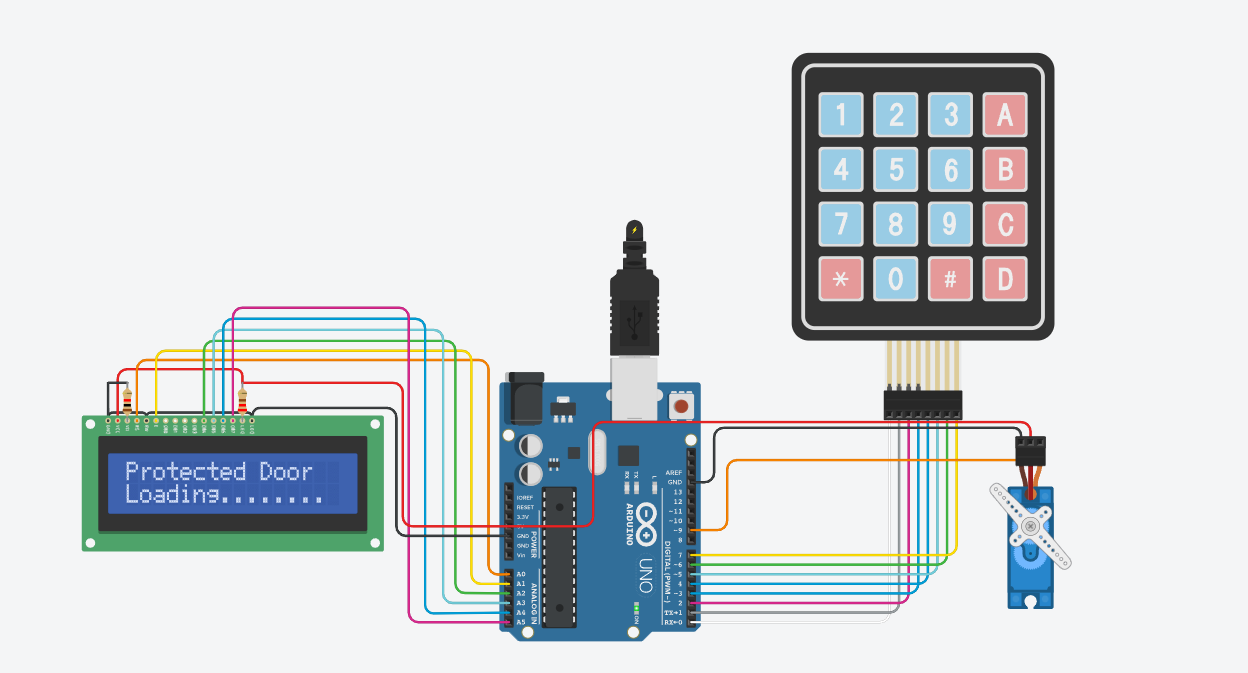 1 2 3 A
4 5 6 B
7 8 9 C
* 0 # D
Protected Door
Loading........
IOREF
RESET
3.3V
GND
GND
Vin
POWER
A0
A1
A2
A3
A4
A5
ANALOG IN
RX
TX
L
ARDUINO
UNO
ON
AREF
GND
13
12
~11
~10
~9
8
7
~6
~5
4
~3
2
TX→1
RX←0
DIGITAL (PWM~)